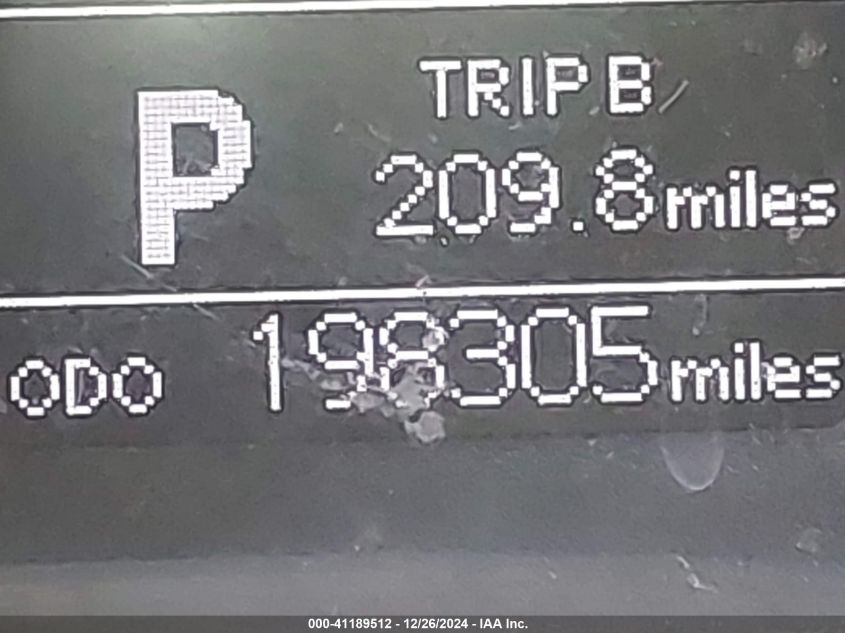 P
TRIP B
209.8 miles
ODO 198305 miles
000-41189512 - 12/26/2024 - IAA Inc.